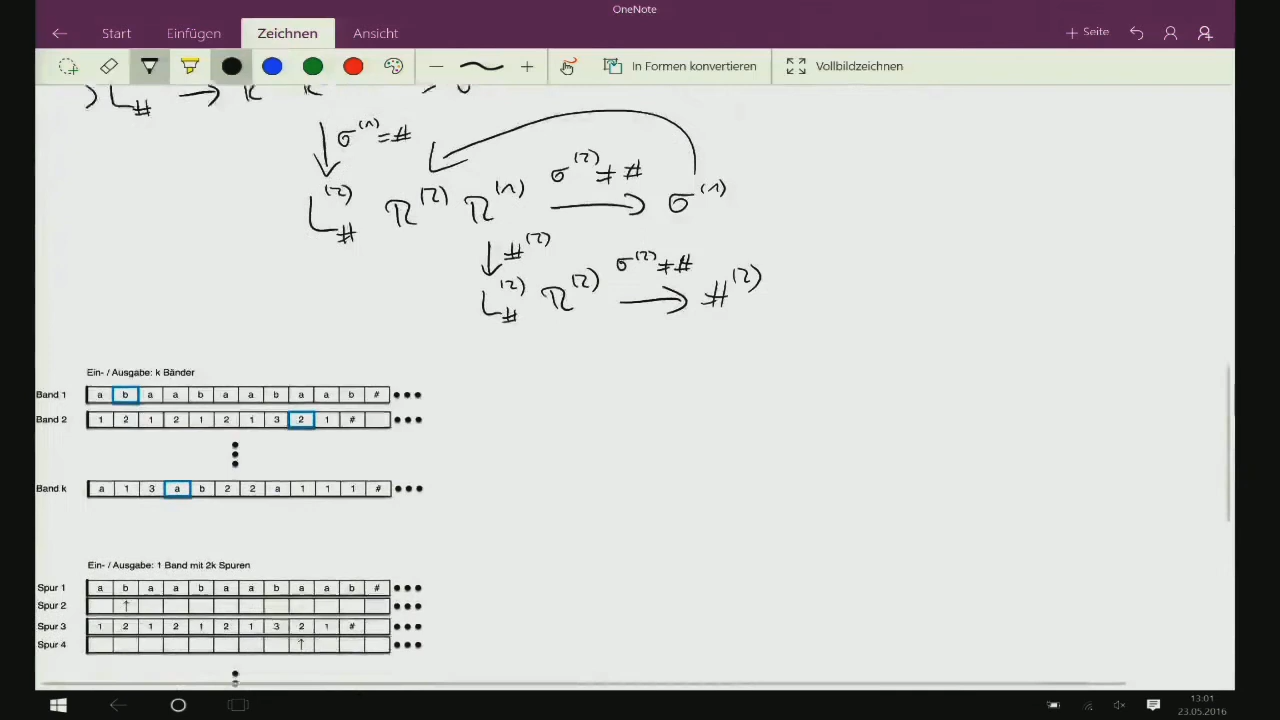 OneNote
Start Einfügen Zeichnen Ansicht + Seite
In Formen konvertieren Vollbildzeichnen
L# → R R
σ(1) = #
L#(2) R(2) R(1) σ(2) ≠ # → σ(1)
#(2)
L#(2) R(2) σ(2) ≠ # → #(2)
Ein- / Ausgabe: k Bänder
Band 1 a b a a b a a b a a b #
Band 2 1 2 1 2 1 2 1 3 2 1 #
Band k a 1 3 a b 2 2 a 1 1 1 #
Ein- / Ausgabe: 1 Band mit 2k Spuren
Spur 1 a b a a b a a b a a b #
Spur 2 ↑
Spur 3 1 2 1 2 1 2 1 3 2 1 #
Spur 4 ↑
13:01
23.05.2016